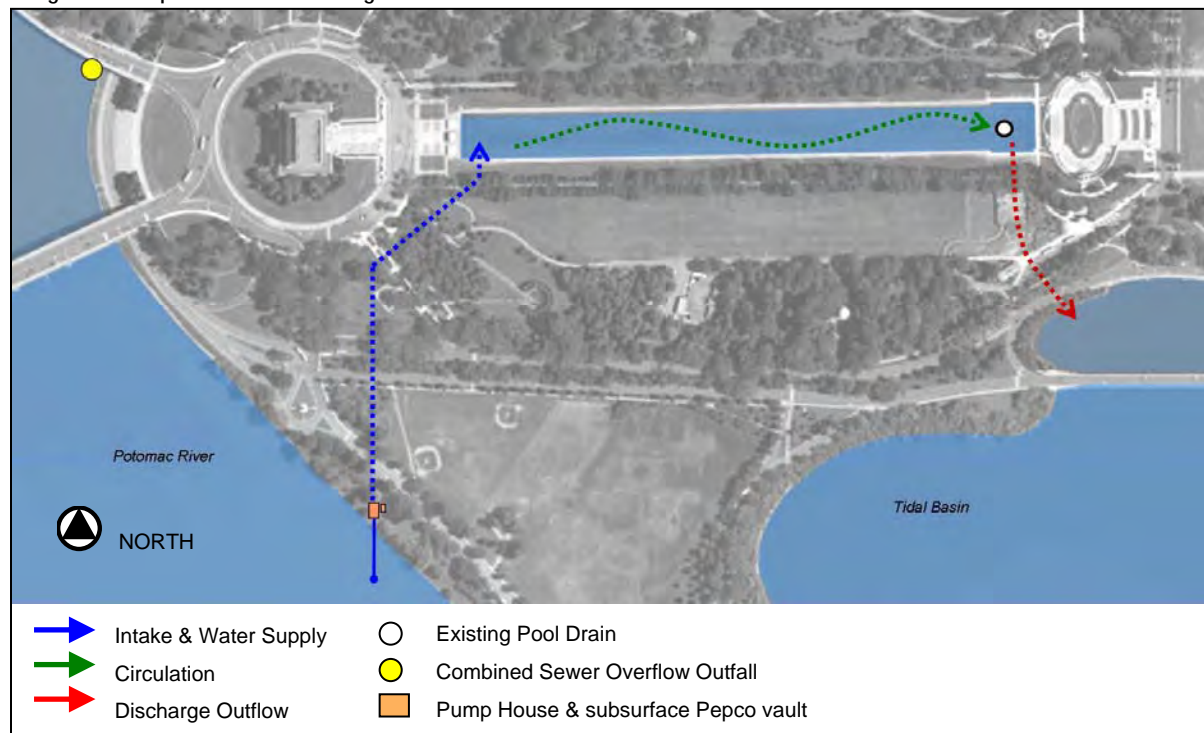 Potomac River
NORTH
Tidal Basin
Intake & Water Supply
Existing Pool Drain
Circulation
Combined Sewer Overflow Outfall
Discharge Outflow
Pump House & subsurface Pepco vault